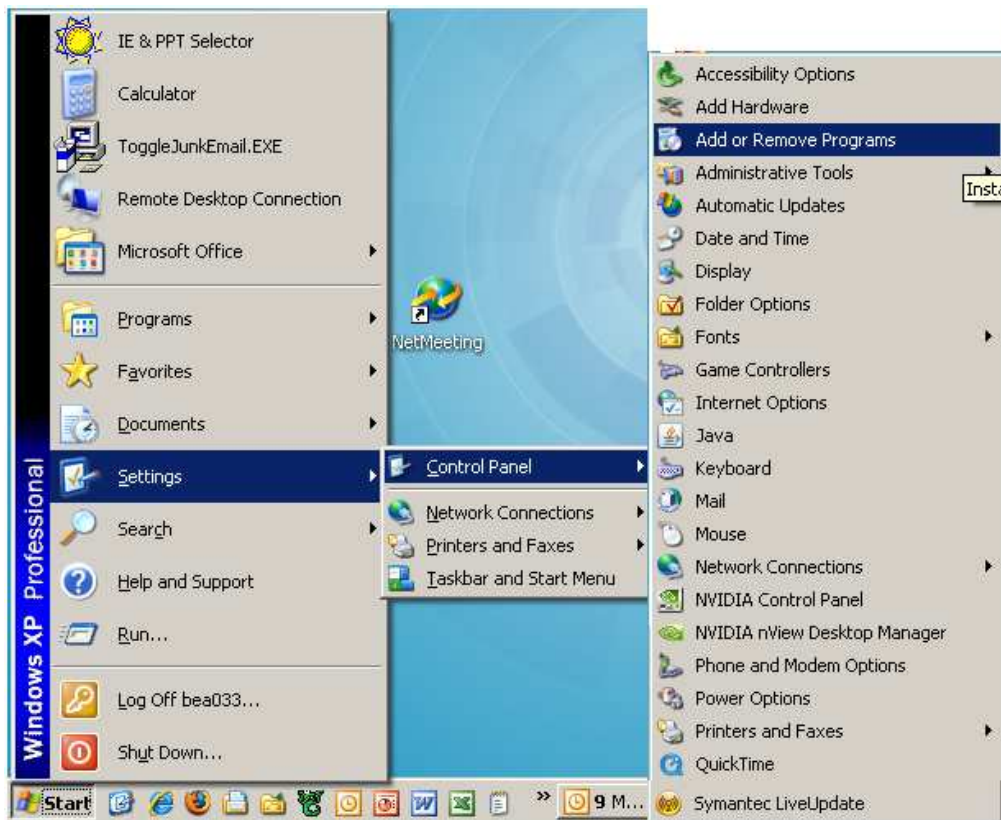 IE & PPT Selector
Calculator
ToggleJunkEmail.EXE
Remote Desktop Connection
Microsoft Office
Programs
Favorites
Documents
Settings
Search
Help and Support
Run...
Log Off bea033...
Shut Down...
Windows XP Professional
NetMeeting
Control Panel
Network Connections
Printers and Faxes
Taskbar and Start Menu
Accessibility Options
Add Hardware
Add or Remove Programs
Administrative Tools
Insta
Automatic Updates
Date and Time
Display
Folder Options
Fonts
Game Controllers
Internet Options
Java
Keyboard
Mail
Mouse
Network Connections
NVIDIA Control Panel
NVIDIA nView Desktop Manager
Phone and Modem Options
Power Options
Printers and Faxes
QuickTime
Symantec LiveUpdate
Start
» 9 M...